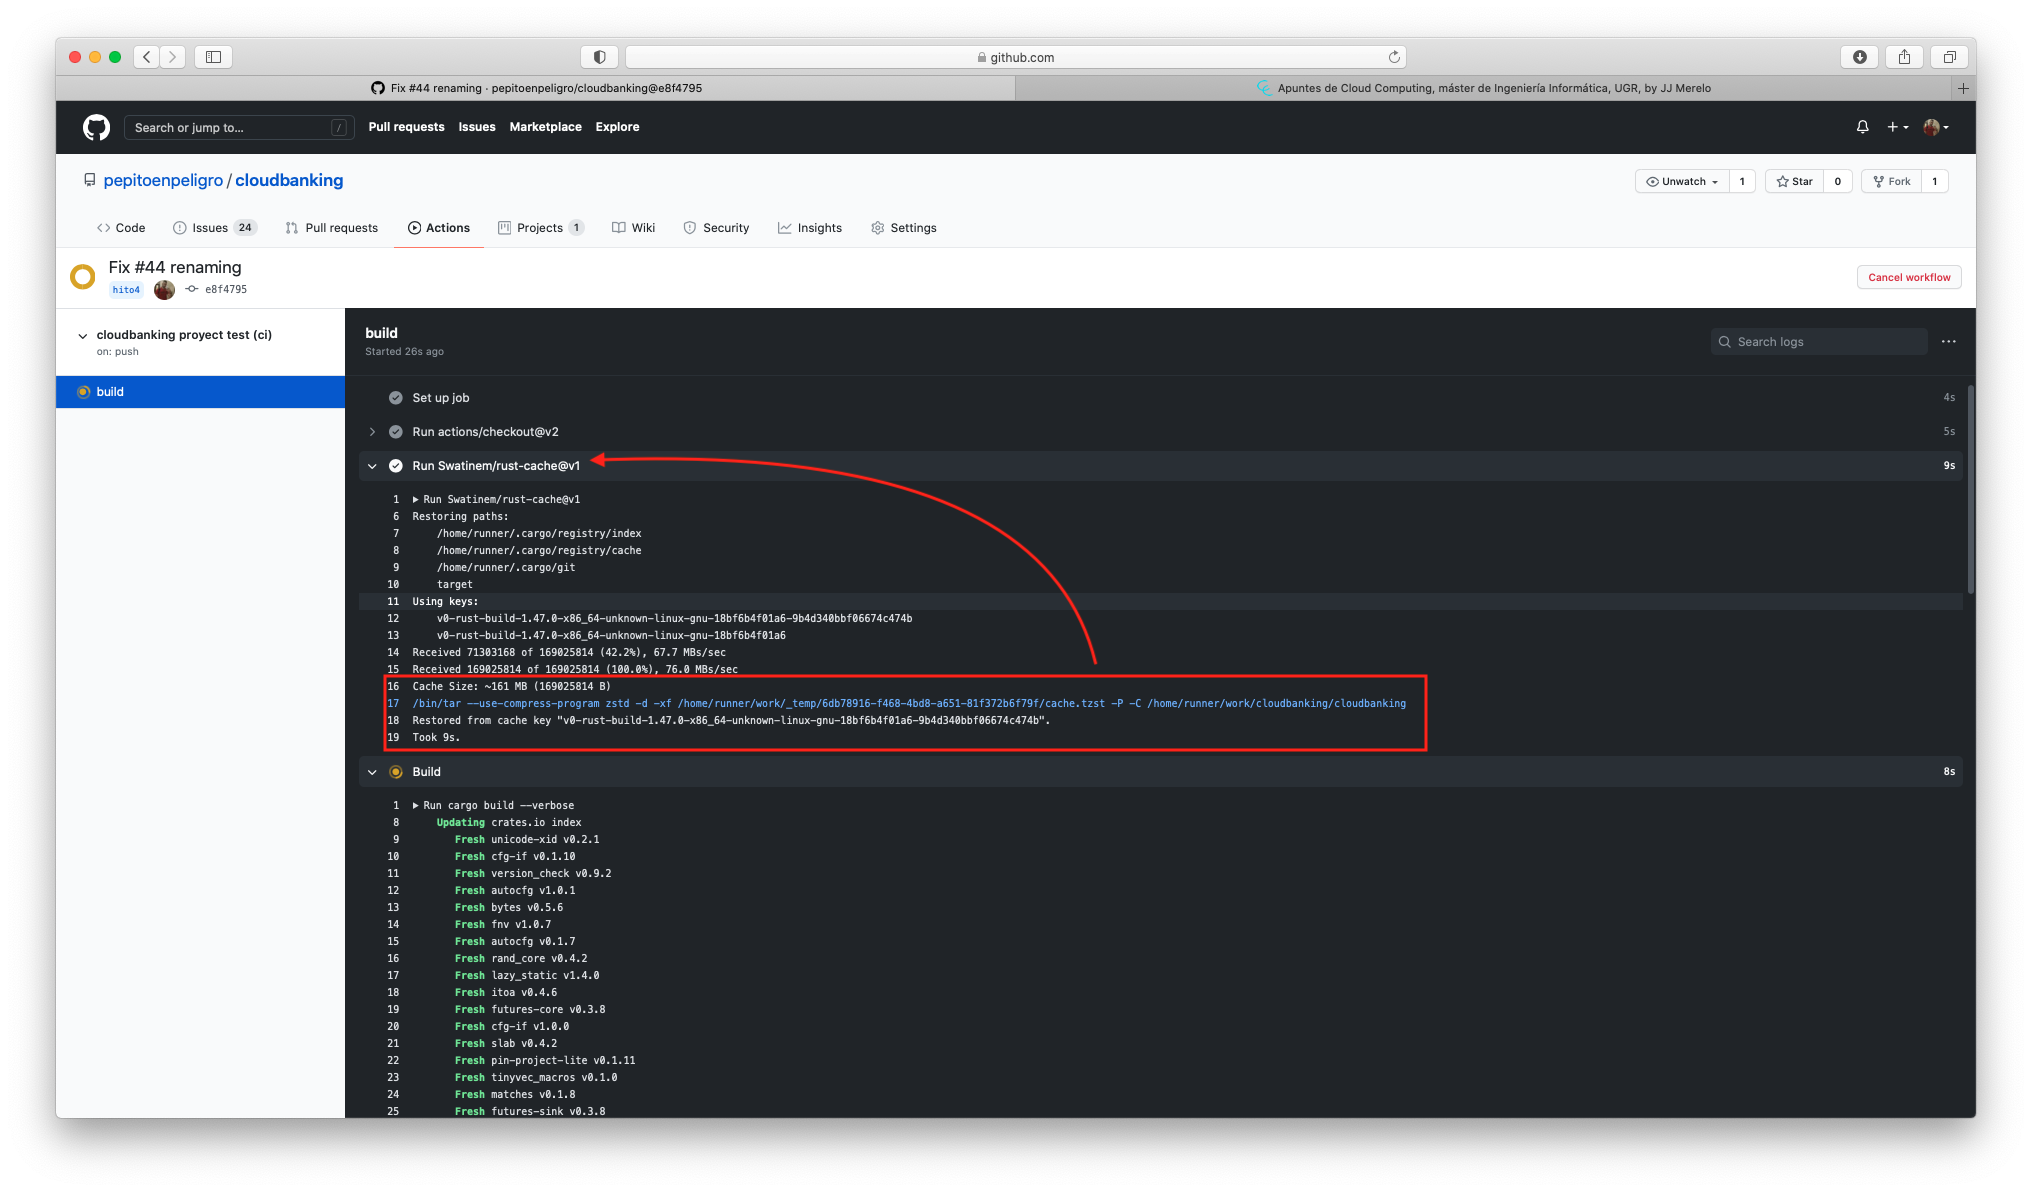 github.com
Fix #44 renaming · pepitoenpeligro/cloudbanking@e8f4795
Apuntes de Cloud Computing, máster de Ingeniería Informática, UGR, by JJ Merelo
Search or jump to... /
Pull requests Issues Marketplace Explore
pepitoenpeligro / cloudbanking
Unwatch 1 Star 0 Fork 1
Code Issues 24 Pull requests Actions Projects 1 Wiki Security Insights Settings
Fix #44 renaming
hito4 e8f4795
Cancel workflow
cloudbanking proyect test (ci)
on: push
build
build
Started 26s ago
Search logs
Set up job 4s
Run actions/checkout@v2 5s
Run Swatinem/rust-cache@v1 9s
1 Run Swatinem/rust-cache@v1
6 Restoring paths:
7 /home/runner/.cargo/registry/index
8 /home/runner/.cargo/registry/cache
9 /home/runner/.cargo/git
10 target
11 Using keys:
12 v0-rust-build-1.47.0-x86_64-unknown-linux-gnu-18bf6b4f01a6-9b4d340bbf06674c474b
13 v0-rust-build-1.47.0-x86_64-unknown-linux-gnu-18bf6b4f01a6
14 Received 71303168 of 169025814 (42.2%), 67.7 MBs/sec
15 Received 169025814 of 169025814 (100.0%), 76.0 MBs/sec
16 Cache Size: ~161 MB (169025814 B)
17 /bin/tar --use-compress-program zstd -d -xf /home/runner/work/_temp/6db78916-f468-4bd8-a651-81f372b6f79f/cache.tzst -P -C /home/runner/work/cloudbanking/cloudbanking
18 Restored from cache key "v0-rust-build-1.47.0-x86_64-unknown-linux-gnu-18bf6b4f01a6-9b4d340bbf06674c474b".
19 Took 9s.
Build 8s
1 Run cargo build --verbose
8 Updating crates.io index
9 Fresh unicode-xid v0.2.1
10 Fresh cfg-if v0.1.10
11 Fresh version_check v0.9.2
12 Fresh autocfg v1.0.1
13 Fresh bytes v0.5.6
14 Fresh fnv v1.0.7
15 Fresh autocfg v0.1.7
16 Fresh rand_core v0.4.2
17 Fresh lazy_static v1.4.0
18 Fresh itoa v0.4.6
19 Fresh futures-core v0.3.8
20 Fresh cfg-if v1.0.0
21 Fresh slab v0.4.2
22 Fresh pin-project-lite v0.1.11
23 Fresh tinyvec_macros v0.1.0
24 Fresh matches v0.1.8
25 Fresh futures-sink v0.3.8